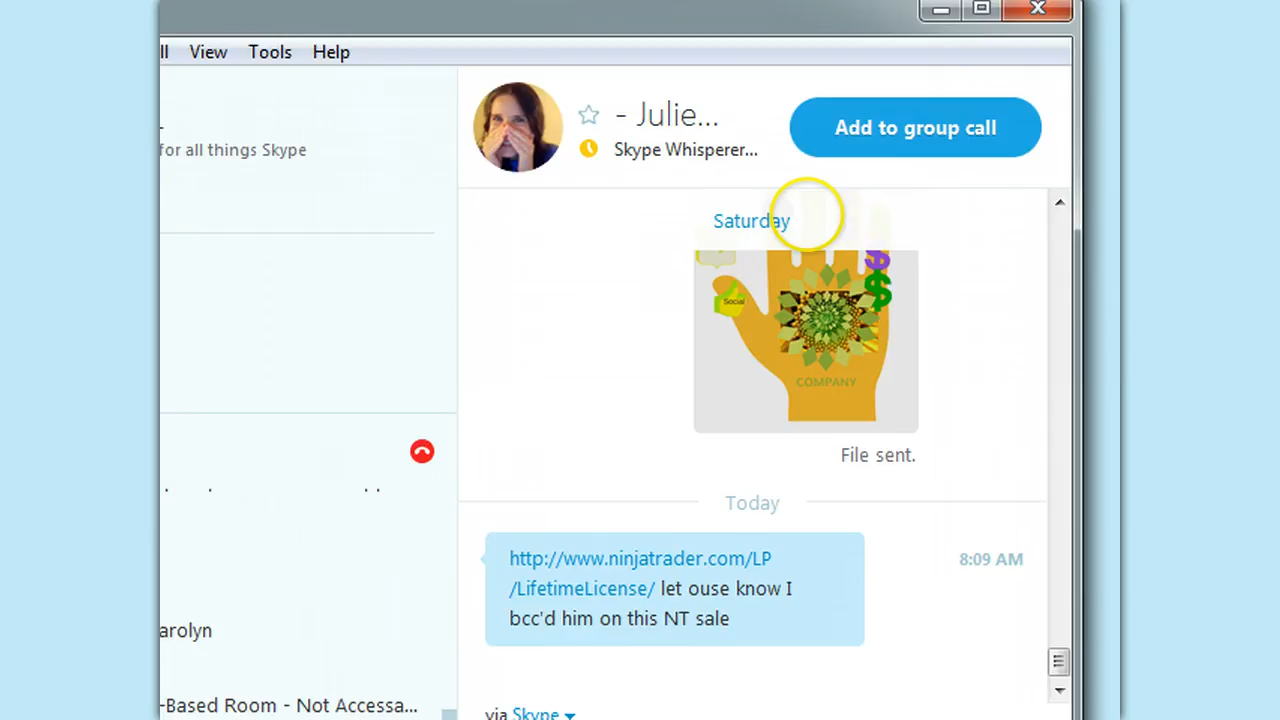 ll View Tools Help
for all things Skype
- Julie...
Skype Whisperer...
Add to group call
Saturday
$
$
Social
COMPANY
File sent.
Today
http://www.ninjatrader.com/LP
/LifetimeLicense/ let ouse know I
bcc'd him on this NT sale
8:09 AM
arolyn
-Based Room - Not Accessa...
via Skype